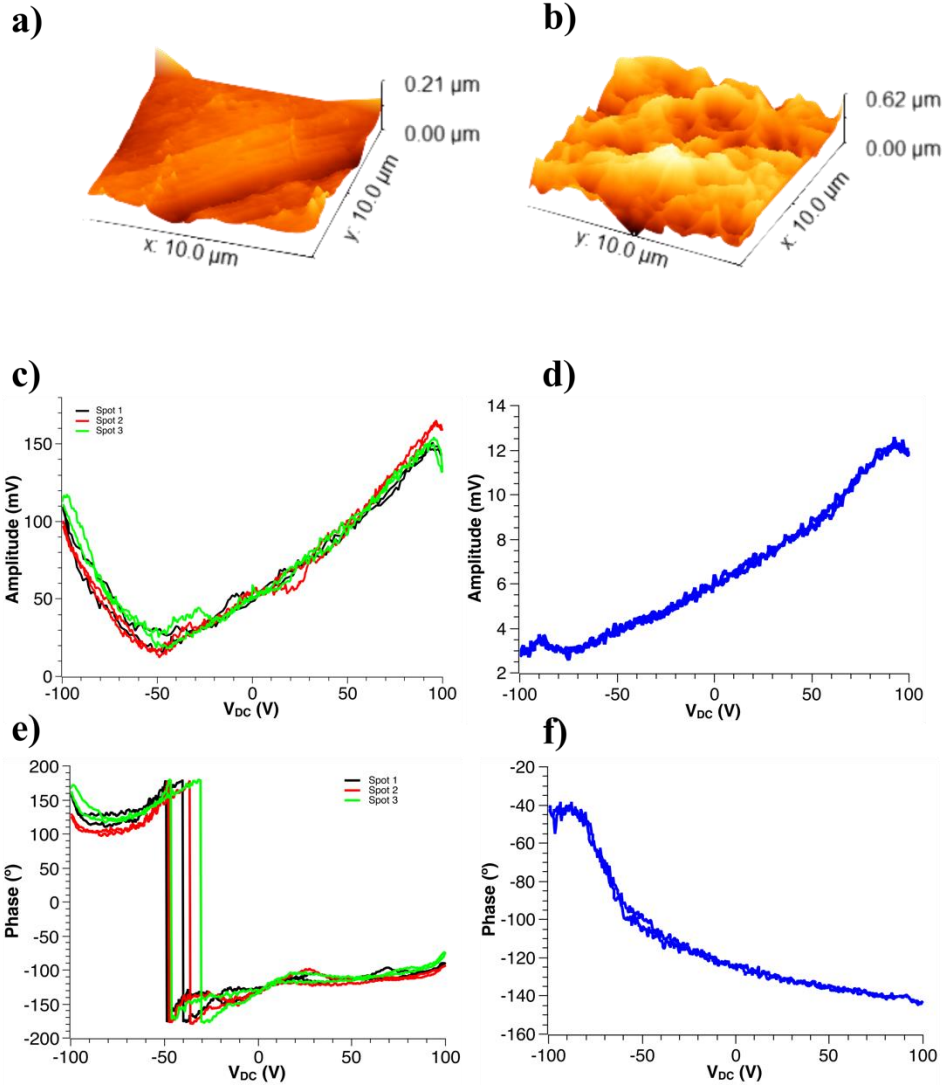 a)
b)
0.21 µm
0.00 µm
x: 10.0 µm
y: 10.0 µm
0.62 µm
0.00 µm
y: 10.0 µm
x: 10.0 µm
c)
d)
Spot 1
Spot 2
Spot 3
150
100
50
0
Amplitude (mV)
-100 -50 0 50 100
V_DC (V)
14
12
10
8
6
4
2
Amplitude (mV)
-100 -50 0 50 100
V_DC (V)
e)
f)
Spot 1
Spot 2
Spot 3
200
150
100
50
0
-50
-100
-150
-200
Phase (°)
-100 -50 0 50 100
V_DC (V)
-20
-40
-60
-80
-100
-120
-140
-160
Phase (°)
-100 -50 0 50 100
V_DC (V)